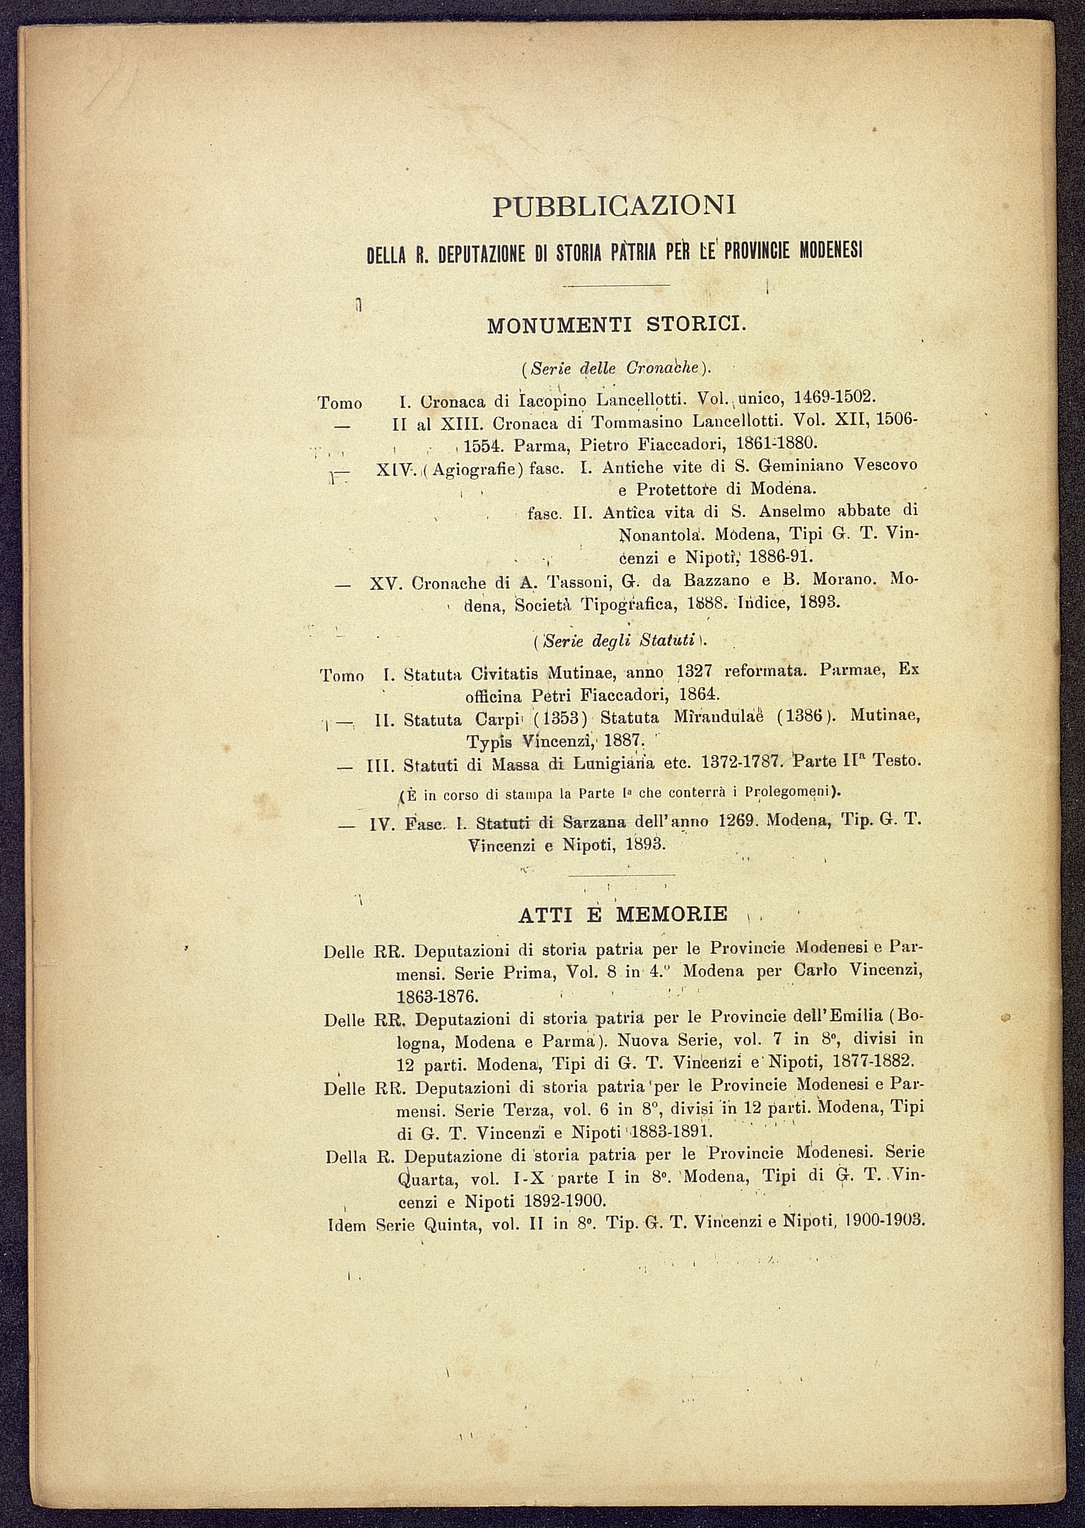 PUBBLICAZIONI
DELLA R. DEPUTAZIONE DI STORIA PATRIA PER LE PROVINCIE MODENESI
MONUMENTI STORICI.
(Serie delle Cronache).
Tomo I. Cronaca di Iacopino Lancellotti. Vol. unico, 1469-1502.
— II al XIII. Cronaca di Tommasino Lancellotti. Vol. XII, 1506-
1554. Parma, Pietro Fiaccadori, 1861-1880.
— XIV. (Agiografie) fasc. I. Antiche vite di S. Geminiano Vescovo
e Protettore di Modena.
fasc. II. Antica vita di S. Anselmo abbate di
Nonantola. Modena, Tipi G. T. Vin-
cenzi e Nipoti, 1886-91.
— XV. Cronache di A. Tassoni, G. da Bazzano e B. Morano. Mo-
dena, Società Tipografica, 1888. Indice, 1893.
(Serie degli Statuti).
Tomo I. Statuta Civitatis Mutinae, anno 1327 reformata. Parmae, Ex
officina Petri Fiaccadori, 1864.
— II. Statuta Carpi (1353) Statuta Mirandulae (1386). Mutinae,
Typis Vincenzi, 1887.
— III. Statuti di Massa di Lunigiana etc. 1372-1787. Parte IIª Testo.
(È in corso di stampa la Parte Iª che conterrà i Prolegomeni).
— IV. Fasc. I. Statuti di Sarzana dell'anno 1269. Modena, Tip. G. T.
Vincenzi e Nipoti, 1893.
ATTI E MEMORIE
Delle RR. Deputazioni di storia patria per le Provincie Modenesi e Par-
mensi. Serie Prima, Vol. 8 in 4.º Modena per Carlo Vincenzi,
1863-1876.
Delle RR. Deputazioni di storia patria per le Provincie dell'Emilia (Bo-
logna, Modena e Parma). Nuova Serie, vol. 7 in 8º, divisi in
12 parti. Modena, Tipi di G. T. Vincenzi e Nipoti, 1877-1882.
Delle RR. Deputazioni di storia patria per le Provincie Modenesi e Par-
mensi. Serie Terza, vol. 6 in 8º, divisi in 12 parti. Modena, Tipi
di G. T. Vincenzi e Nipoti 1883-1891.
Della R. Deputazione di storia patria per le Provincie Modenesi. Serie
Quarta, vol. I-X parte I in 8º. Modena, Tipi di G. T. Vin-
cenzi e Nipoti 1892-1900.
Idem Serie Quinta, vol. II in 8º. Tip. G. T. Vincenzi e Nipoti, 1900-1903.